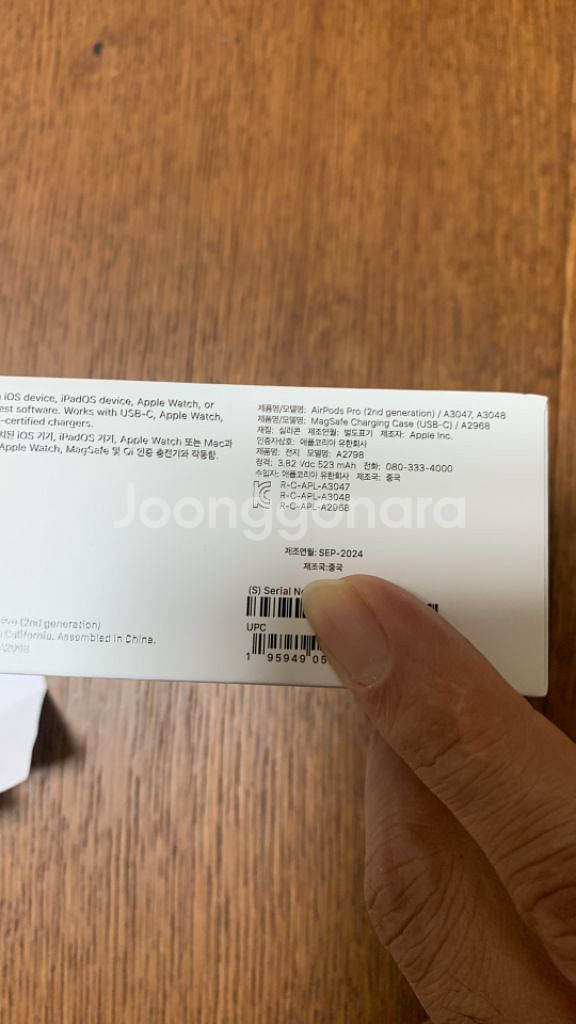 iOS device, iPadOS device, Apple Watch, or
est software. Works with USB-C, Apple Watch,
-certified chargers.
치된 iOS 기기, iPadOS 기기, Apple Watch 또는 Mac과
Apple Watch, MagSafe 및 Qi 인증 충전기와 작동함.
Pro (2nd generation)
California. Assembled in China.
A2968
제품명/모델명: AirPods Pro (2nd generation) / A3047, A3048
제품명/모델명: MagSafe Charging Case (USB-C) / A2968
재질: 실리콘 제조연월: 별도표기 제조자: Apple Inc.
인증자상호: 애플코리아 유한회사
제품명: 전지 모델명: A2798
정격: 3.82 Vdc 523 mAh 전화: 080-333-4000
수입자: 애플코리아 유한회사 제조국: 중국
R-C-APL-A3047
R-C-APL-A3048
R-C-APL-A2968
Joonggonara
제조연월: SEP-2024
제조국:중국
(S) Serial N
UPC
1 95949 05